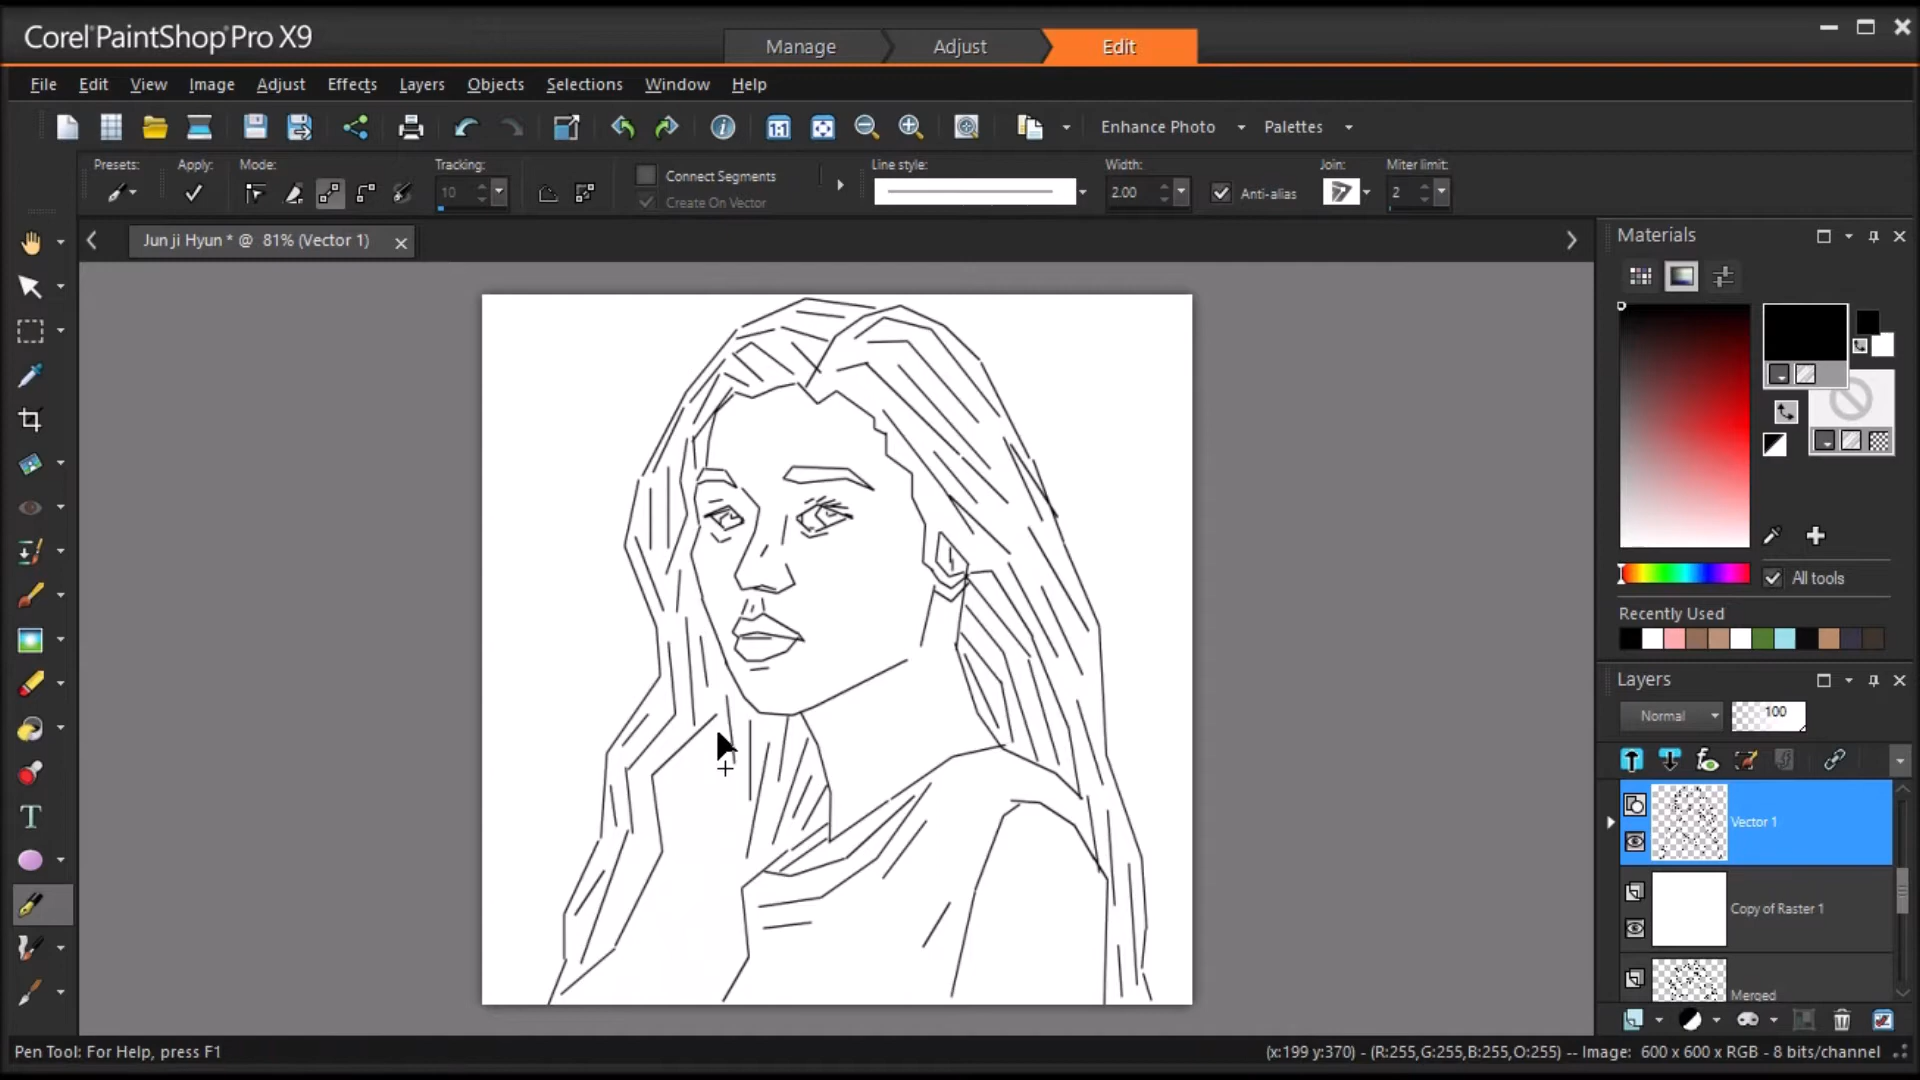 Corel PaintShop Pro X9
Manage
Adjust
Edit
File Edit View Image Adjust Effects Layers Objects Selections Window Help
1:1
Enhance Photo
Palettes
Presets:
Apply:
Mode:
Tracking:
10
Connect Segments
Create On Vector
Line style:
Width:
2.00
Anti-alias
Join:
Miter limit:
2
Jun ji Hyun * @ 81% (Vector 1)
Materials
All tools
Recently Used
Layers
Normal
100
Vector 1
Copy of Raster 1
Merged
Pen Tool: For Help, press F1
(x:199 y:370) - (R:255,G:255,B:255,O:255) -- Image: 600 x 600 x RGB - 8 bits/channel